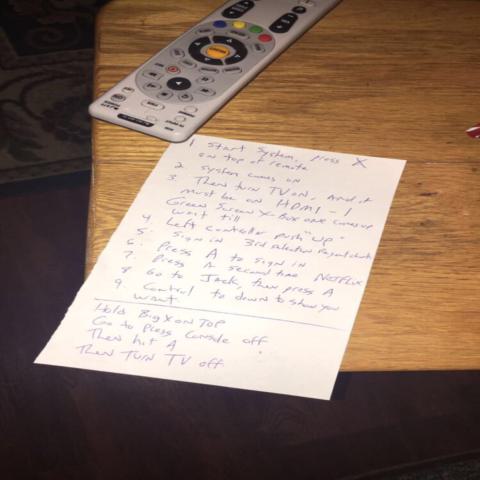 1 Start System, press X
on top of remote
2. system comes on
3. Then turn TV on, and it
must be on HDMI-1
Green Screen X-Box one comes up
wait till
4 Left controller push "up"
5. Sign in 3rd selection
6. Press A to sign in
7. Press A second time NetFlix
8 Go to Jack, then press A
9. Control to down to show you
want
Hold Big X on Top
Go to Press Console off
Then hit A
Then Turn TV off